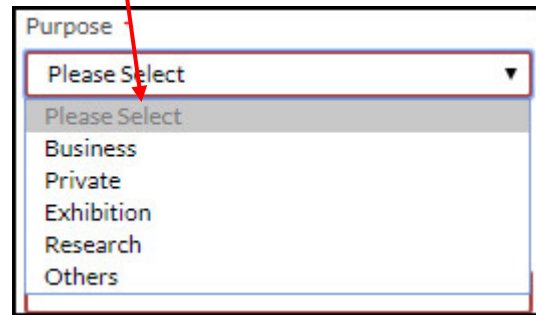 Purpose *
Please Select
Please Select
Business
Private
Exhibition
Research
Others